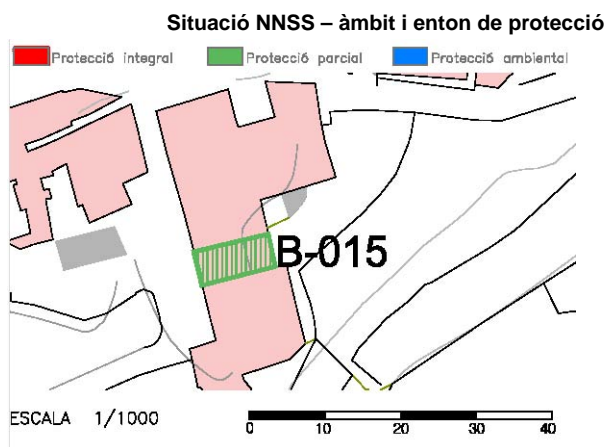 Situació NNSS – àmbit i enton de protecció
Protecció integral Protecció parcial Protecció ambiental
B-015
ESCALA 1/1000
0 10 20 30 40